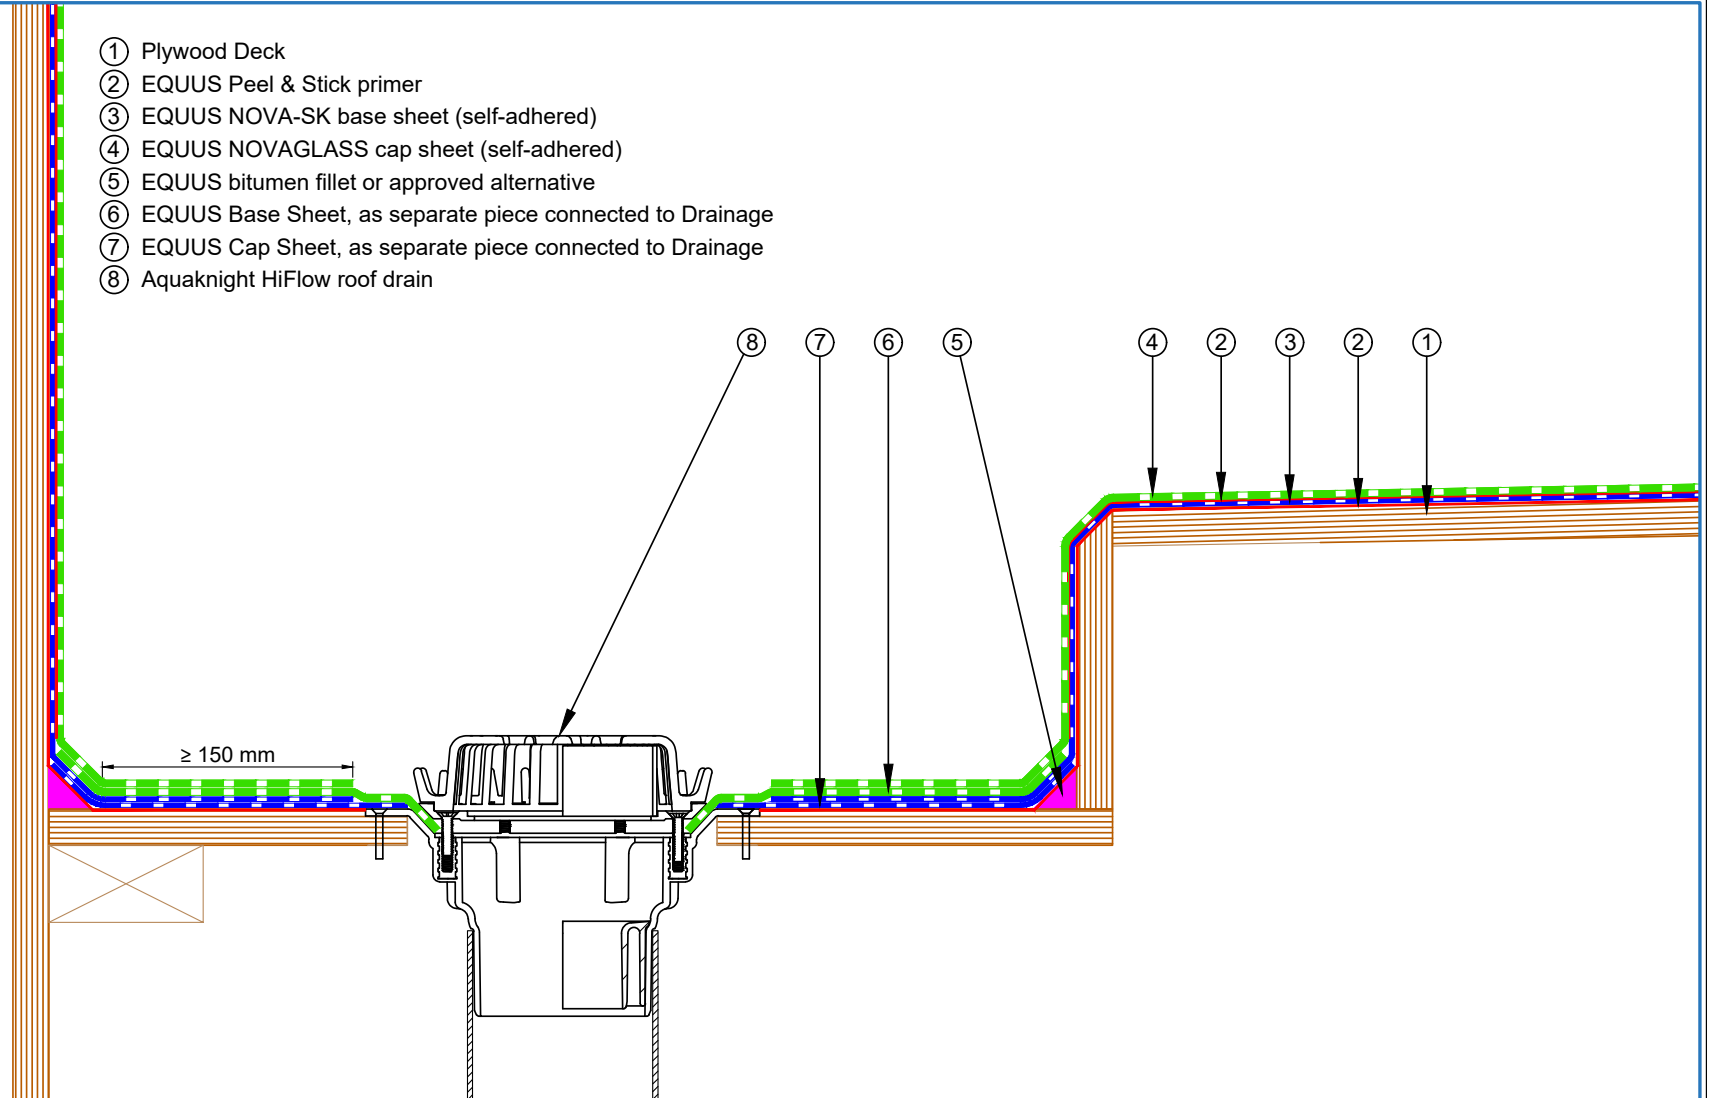 ① Plywood Deck
② EQUUS Peel & Stick primer
③ EQUUS NOVA-SK base sheet (self-adhered)
④ EQUUS NOVAGLASS cap sheet (self-adhered)
⑤ EQUUS bitumen fillet or approved alternative
⑥ EQUUS Base Sheet, as separate piece connected to Drainage
⑦ EQUUS Cap Sheet, as separate piece connected to Drainage
⑧ Aquaknight HiFlow roof drain
⑧ ⑦ ⑥ ⑤ ④ ② ③ ② ①
≥ 150 mm